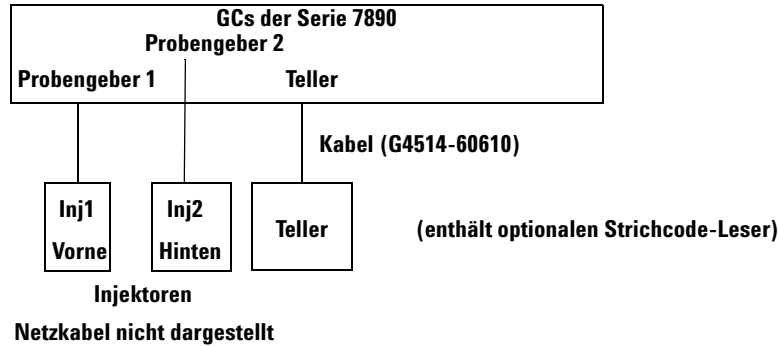 GCs der Serie 7890
Probengeber 2
Probengeber 1 Teller
Kabel (G4514-60610)
Inj1 Inj2
Teller (enthält optionalen Strichcode-Leser)
Vorne Hinten
Injektoren
Netzkabel nicht dargestellt